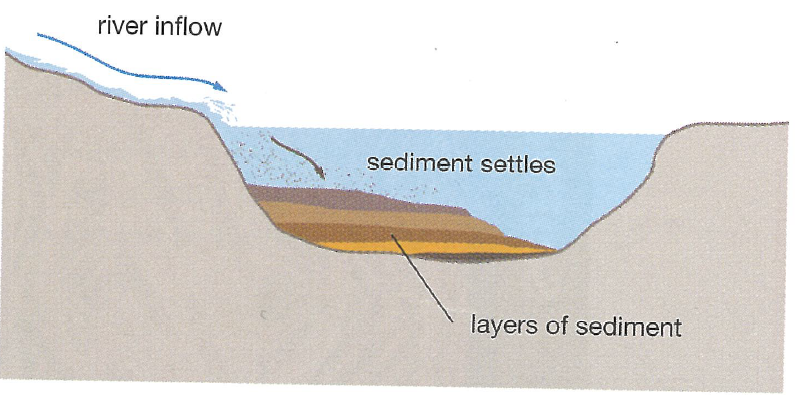 river inflow
sediment settles
layers of sediment